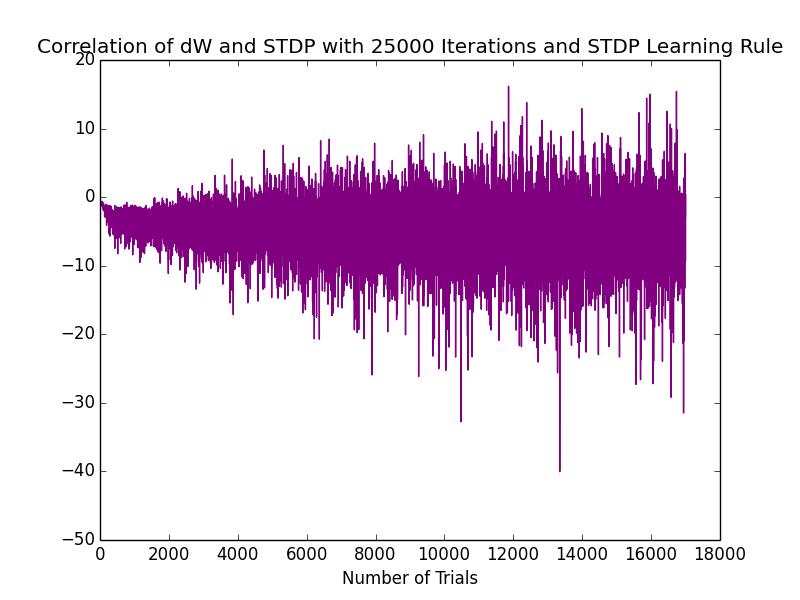 Correlation of dW and STDP with 25000 Iterations and STDP Learning Rule
20
10
0
−10
−20
−30
−40
−50
0 2000 4000 6000 8000 10000 12000 14000 16000 18000
Number of Trials